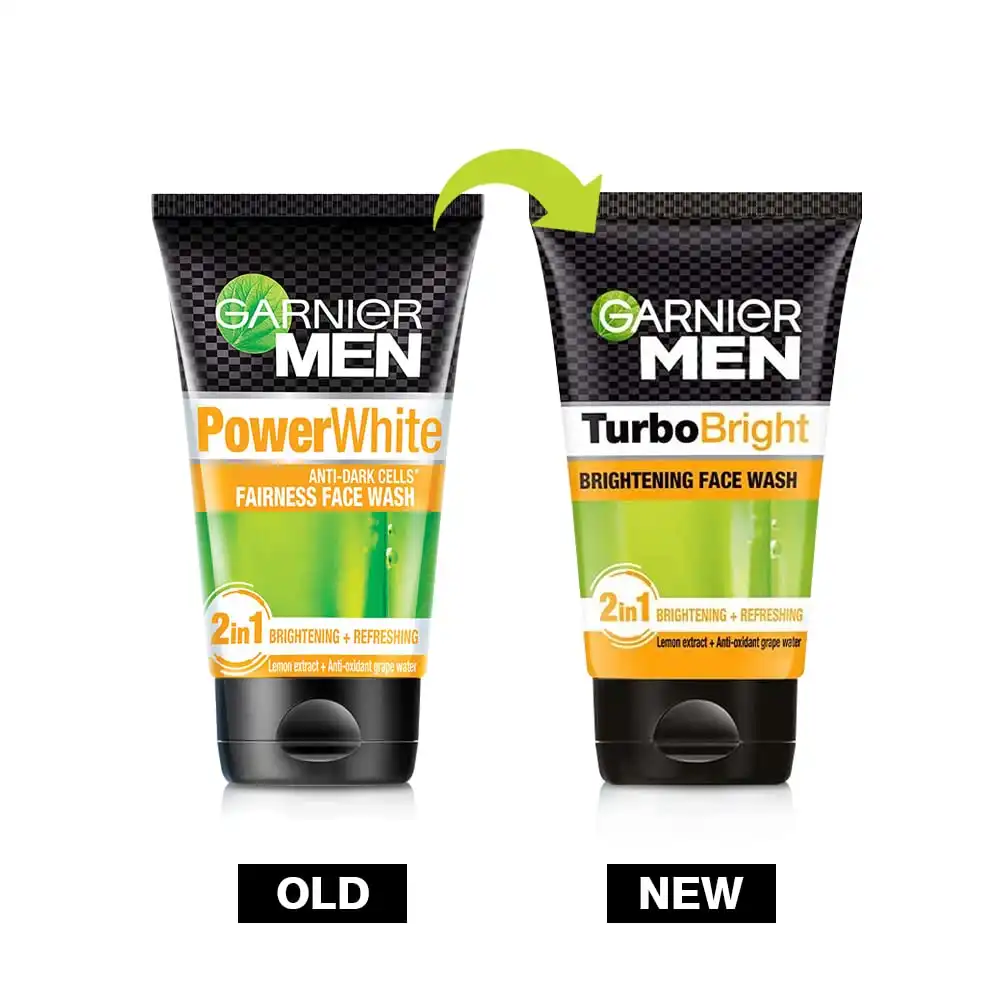 GARNIER
MEN
PowerWhite
ANTI-DARK CELLS*
FAIRNESS FACE WASH
2in1
BRIGHTENING + REFRESHING
Lemon extract + Anti-oxidant grape water
OLD
GARNIER
MEN
TurboBright
BRIGHTENING FACE WASH
2in1
BRIGHTENING + REFRESHING
Lemon extract + Anti-oxidant grape water
NEW